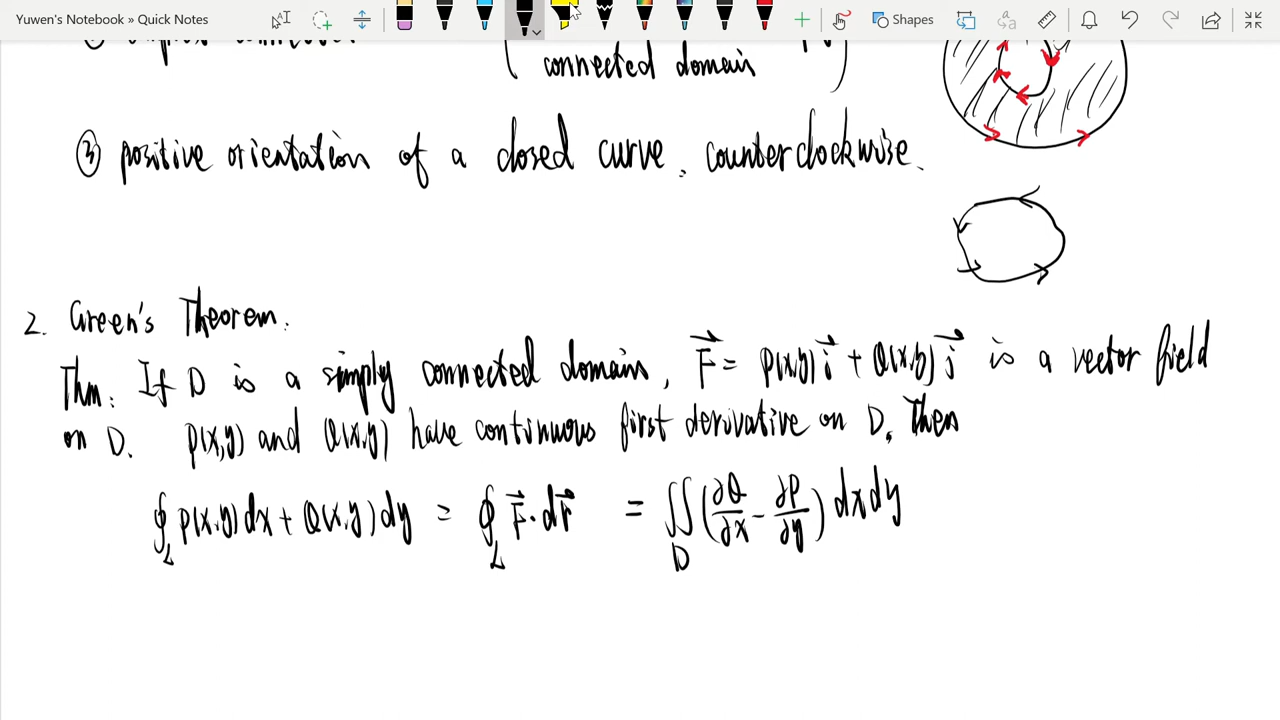 Yuwen's Notebook » Quick Notes
Shapes
connected domain
③ positive orientation of a closed curve. counterclockwise.
2. Green's Theorem.
Thm. If D is a simply connected domain, F⃗ = P(x,y) i⃗ + Q(x,y) j⃗ is a vector field
on D. P(x,y) and Q(x,y) have continuous first derivative on D. Then
∮_L P(x,y)dx + Q(x,y)dy = ∮_L F⃗·dr⃗ = ∬_D (∂Q/∂x - ∂P/∂y) dxdy